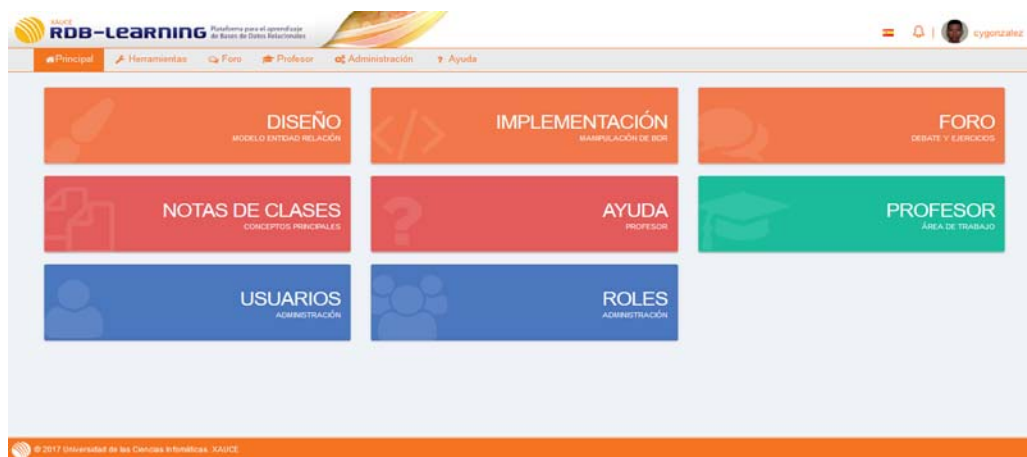 XAUCE
RDB-Learning
Plataforma para el aprendizaje
de Bases de Datos Relacionales
cygonzalez
Principal Herramientas Foro Profesor Administración Ayuda
DISEÑO
MODELO ENTIDAD RELACIÓN
IMPLEMENTACIÓN
MANIPULACIÓN DE BDR
FORO
DEBATE Y EJERCICIOS
NOTAS DE CLASES
CONCEPTOS PRINCIPALES
AYUDA
PROFESOR
PROFESOR
ÁREA DE TRABAJO
USUARIOS
ADMINISTRACIÓN
ROLES
ADMINISTRACIÓN
© 2017 Universidad de las Ciencias Informáticas. XAUCE